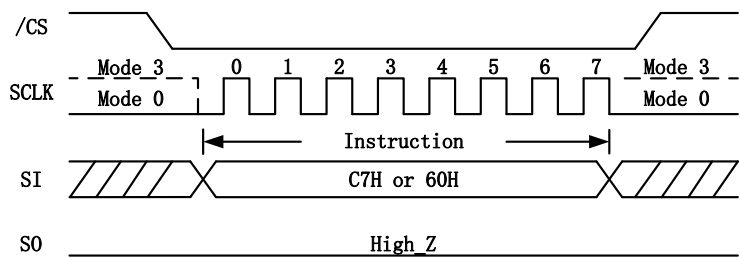 /CS
Mode 3 0 1 2 3 4 5 6 7 Mode 3
SCLK
Mode 0 Mode 0
Instruction
SI C7H or 60H
SO High_Z